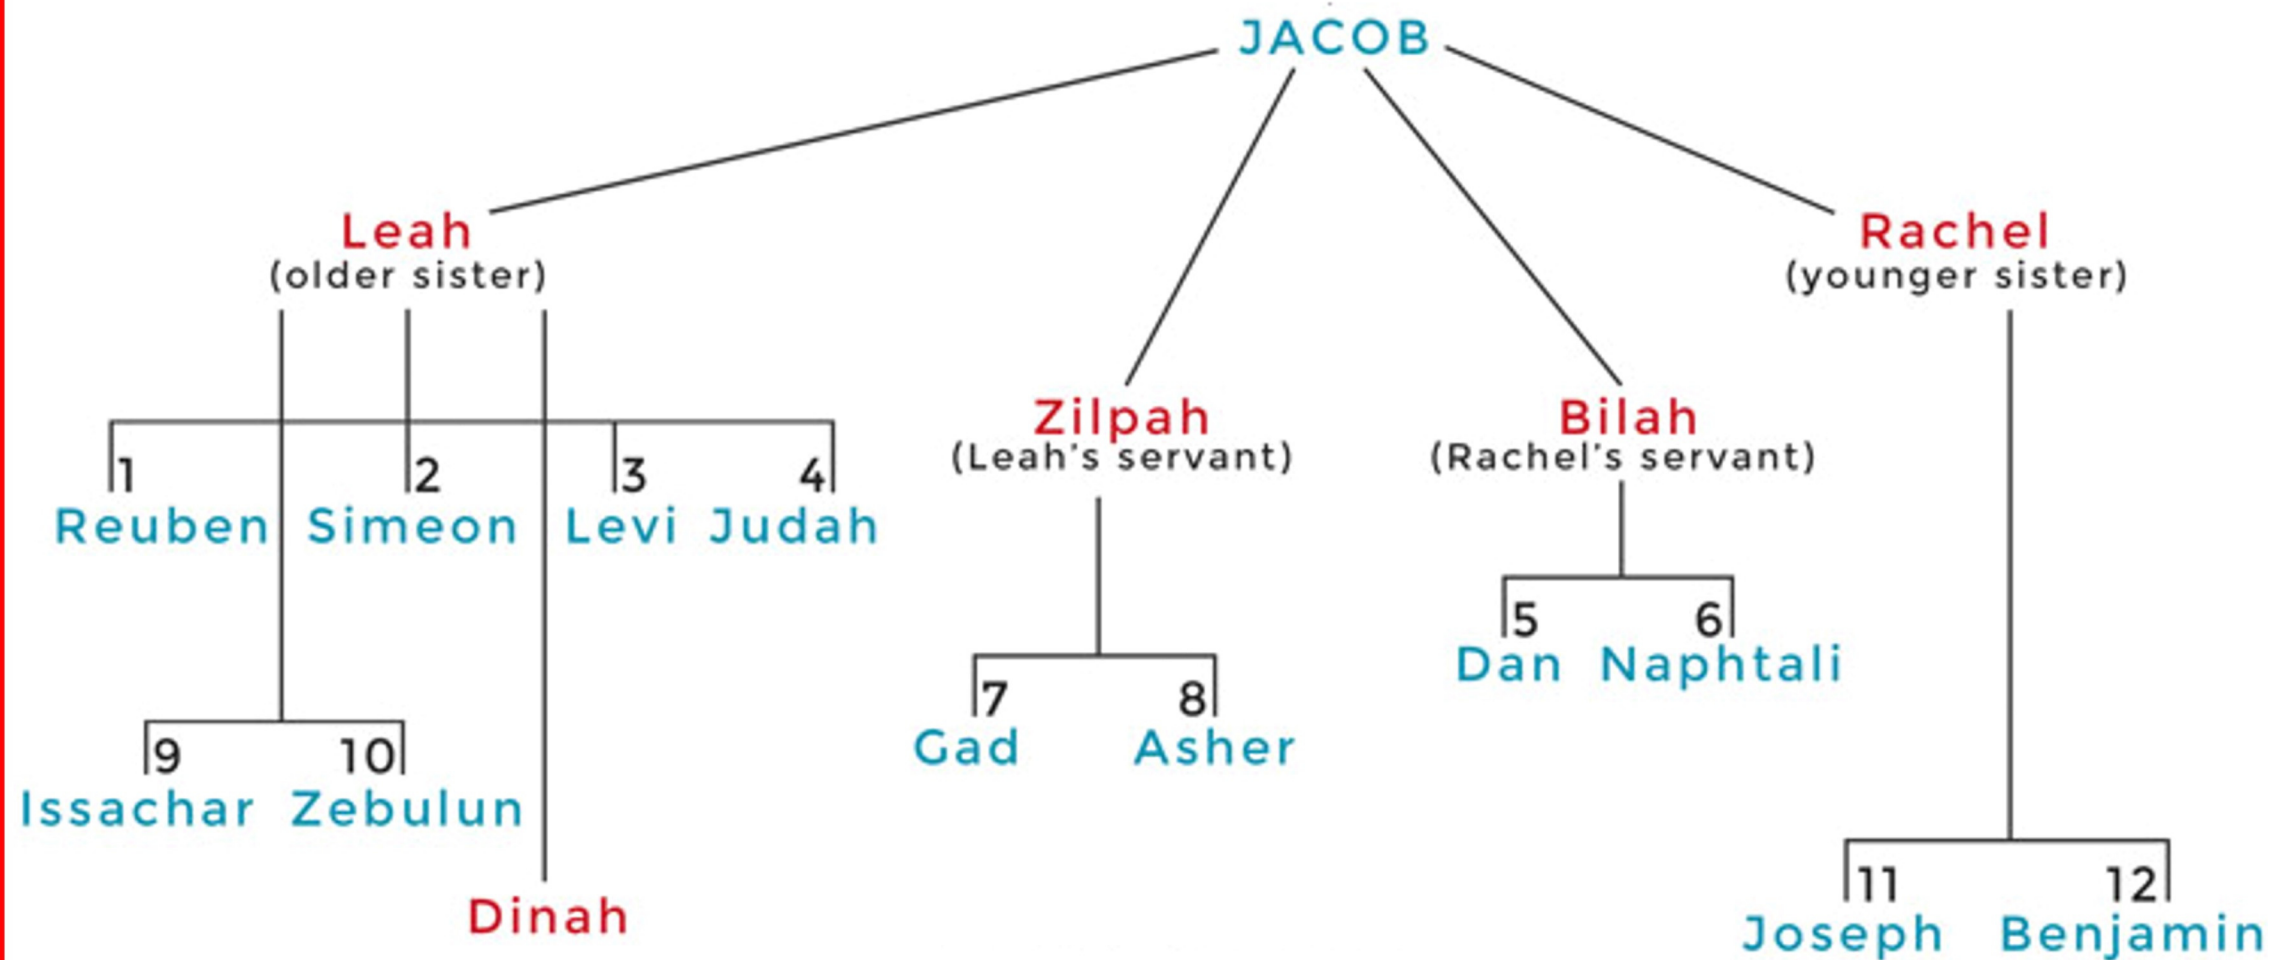 JACOB
Leah
(older sister)
Rachel
(younger sister)
Zilpah
(Leah's servant)
Bilah
(Rachel's servant)
1
2
3
4
Reuben
Simeon
Levi
Judah
5
6
Dan
Naphtali
7
8
Gad
Asher
9
10
Issachar
Zebulun
Dinah
11
12
Joseph
Benjamin